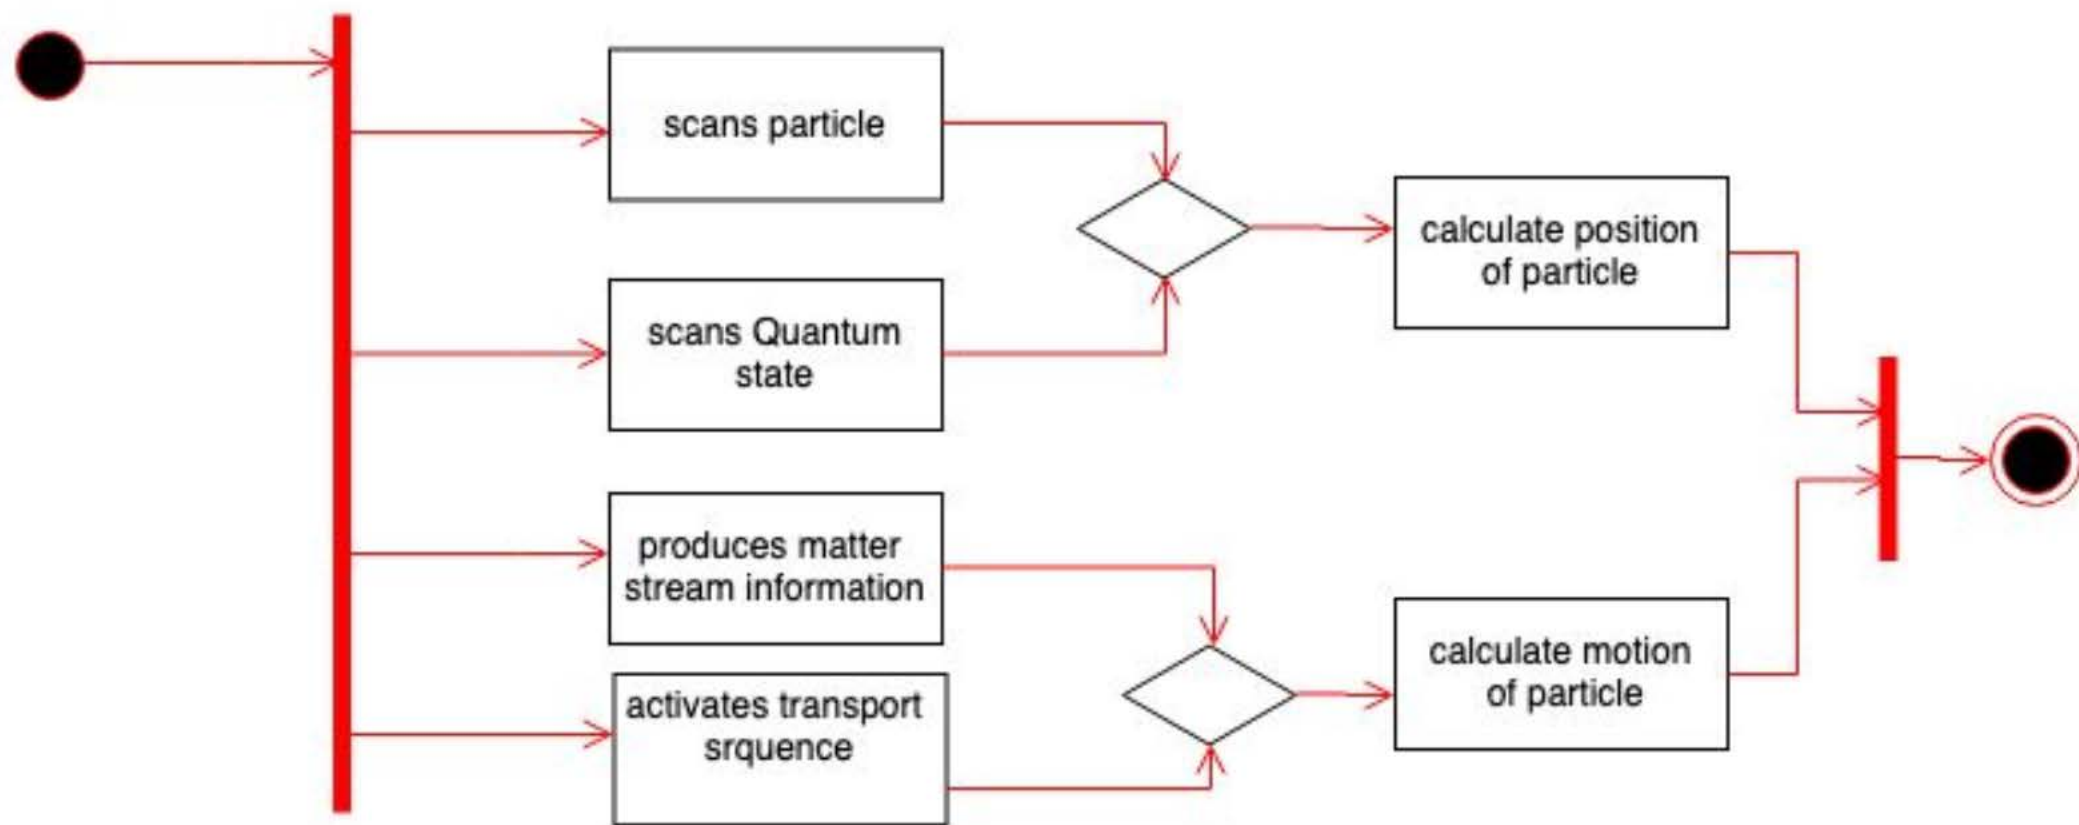 scans particle
scans Quantum
state
produces matter
stream information
activates transport
srquence
calculate position
of particle
calculate motion
of particle